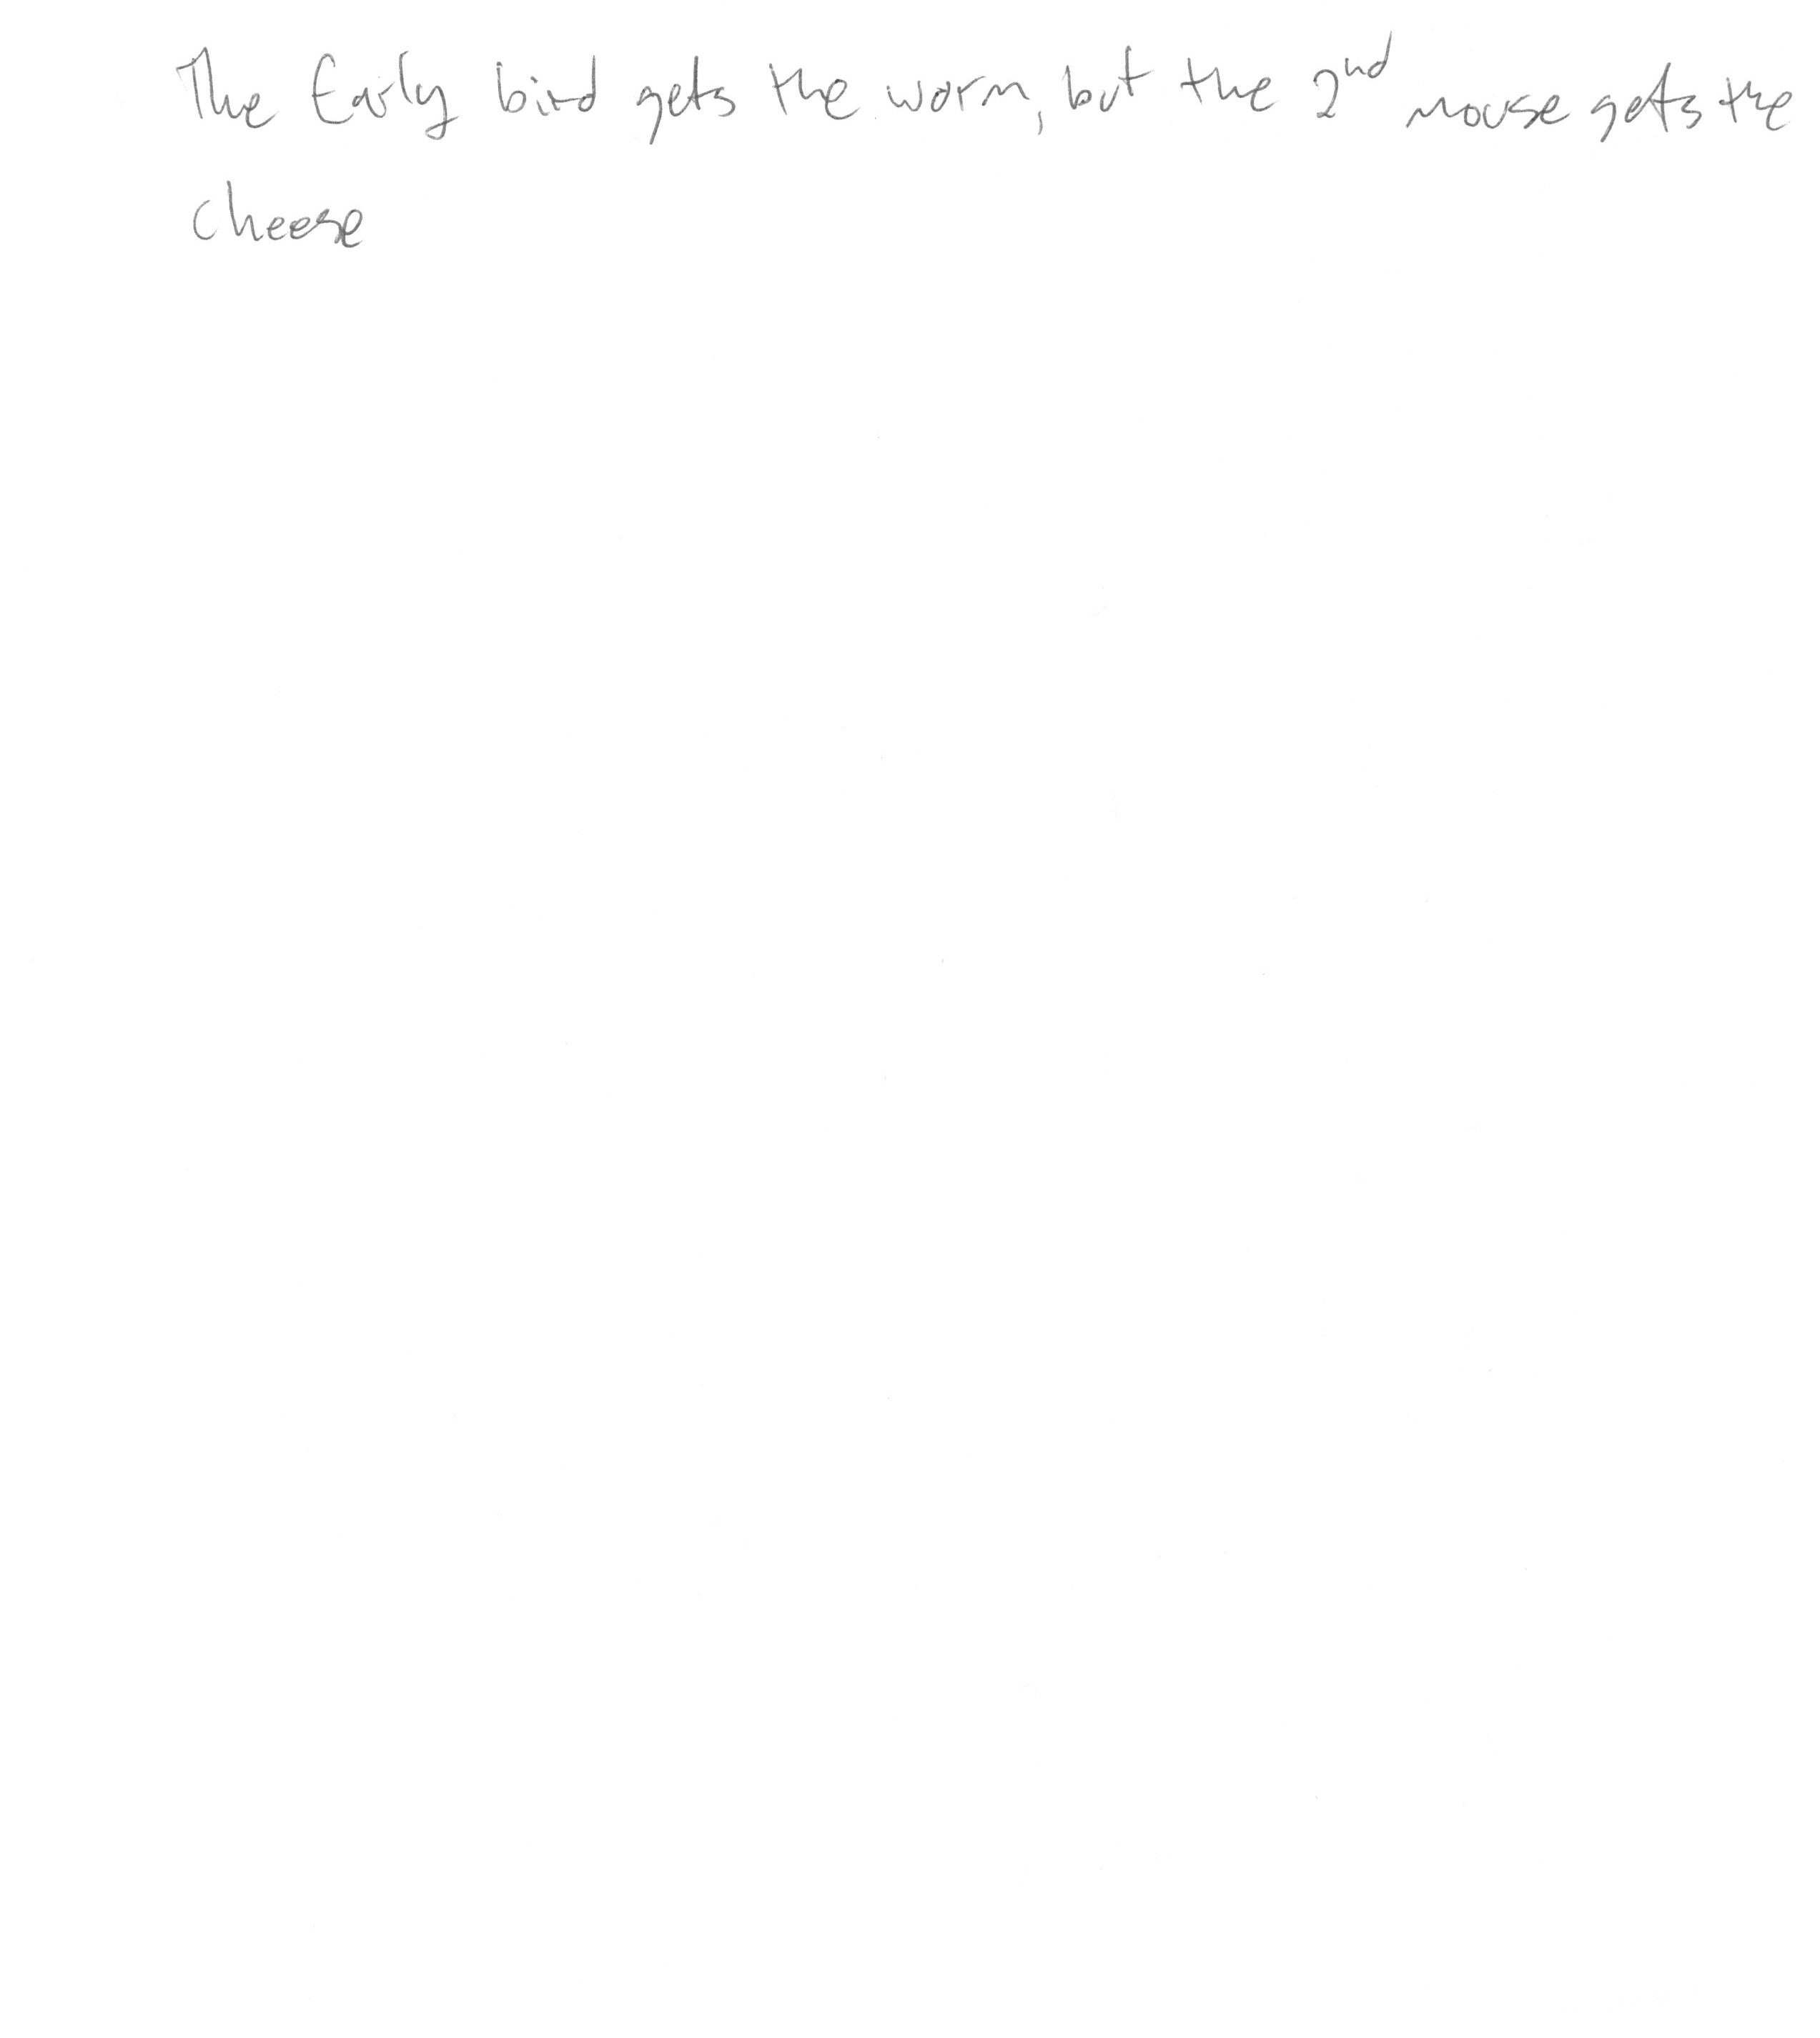 The Early bird gets the worm, but the 2nd mouse gets the
cheese